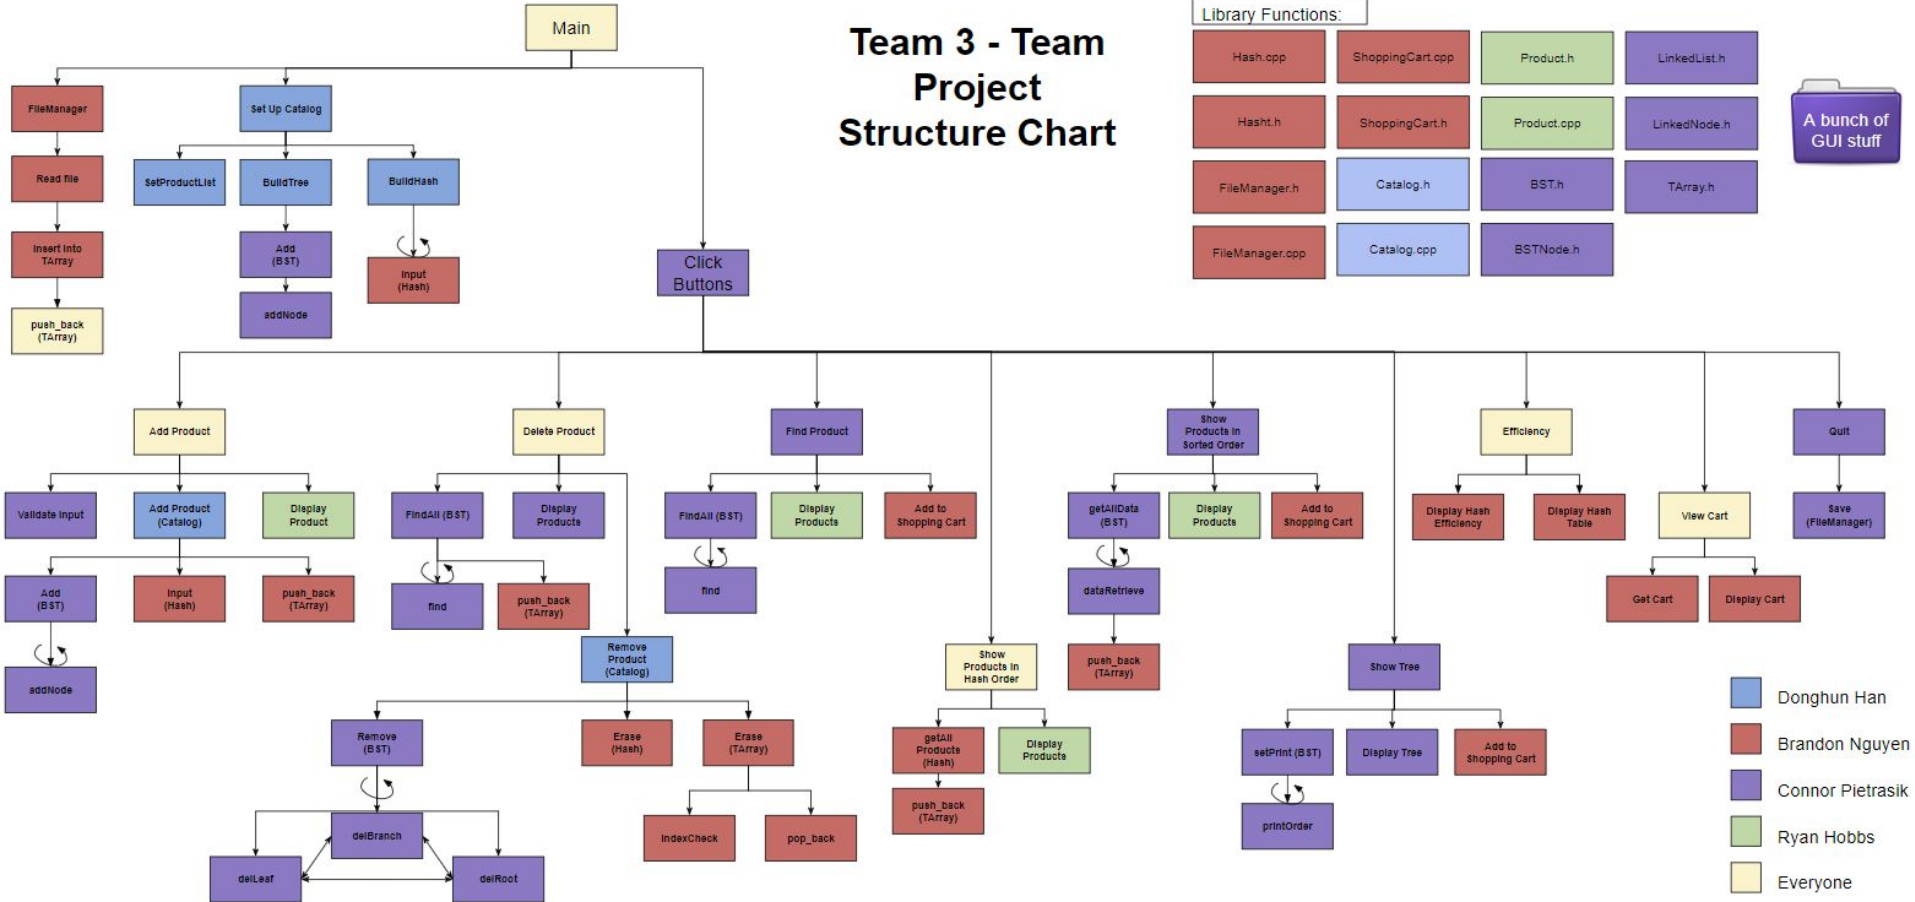 Main
Team 3 - Team
Project
Structure Chart
Library Functions:
Hash.cpp
ShoppingCart.cpp
Product.h
LinkedList.h
Hasht.h
ShoppingCart.h
Product.cpp
LinkedNode.h
FileManager.h
Catalog.h
BST.h
TArray.h
FileManager.cpp
Catalog.cpp
BSTNode.h
A bunch of
GUI stuff
FileManager
Set Up Catalog
Read file
SetProductList
BuildTree
BuildHash
Insert Into
TArray
Add
(BST)
Input
(Hash)
push_back
(TArray)
addNode
Click
Buttons
Add Product
Delete Product
Find Product
Show
Products In
Sorted Order
Efficiency
Quit
Validate Input
Add Product
(Catalog)
Display
Product
FindAll (BST)
Display
Products
FindAll (BST)
Display
Products
Add to
Shopping Cart
getAllData
(BST)
Display
Products
Add to
Shopping Cart
Display Hash
Efficiency
Display Hash
Table
View Cart
Save
(FileManager)
Add
(BST)
Input
(Hash)
push_back
(TArray)
find
push_back
(TArray)
find
dataRetrieve
Get Cart
Display Cart
addNode
Remove
Product
(Catalog)
Show
Products In
Hash Order
push_back
(TArray)
Show Tree
Remove
(BST)
Erase
(Hash)
Erase
(TArray)
getAll
Products
(Hash)
Display
Products
setPrint (BST)
Display Tree
Add to
Shopping Cart
push_back
(TArray)
printOrder
delBranch
IndexCheck
pop_back
delLeaf
delRoot
Donghun Han
Brandon Nguyen
Connor Pietrasik
Ryan Hobbs
Everyone